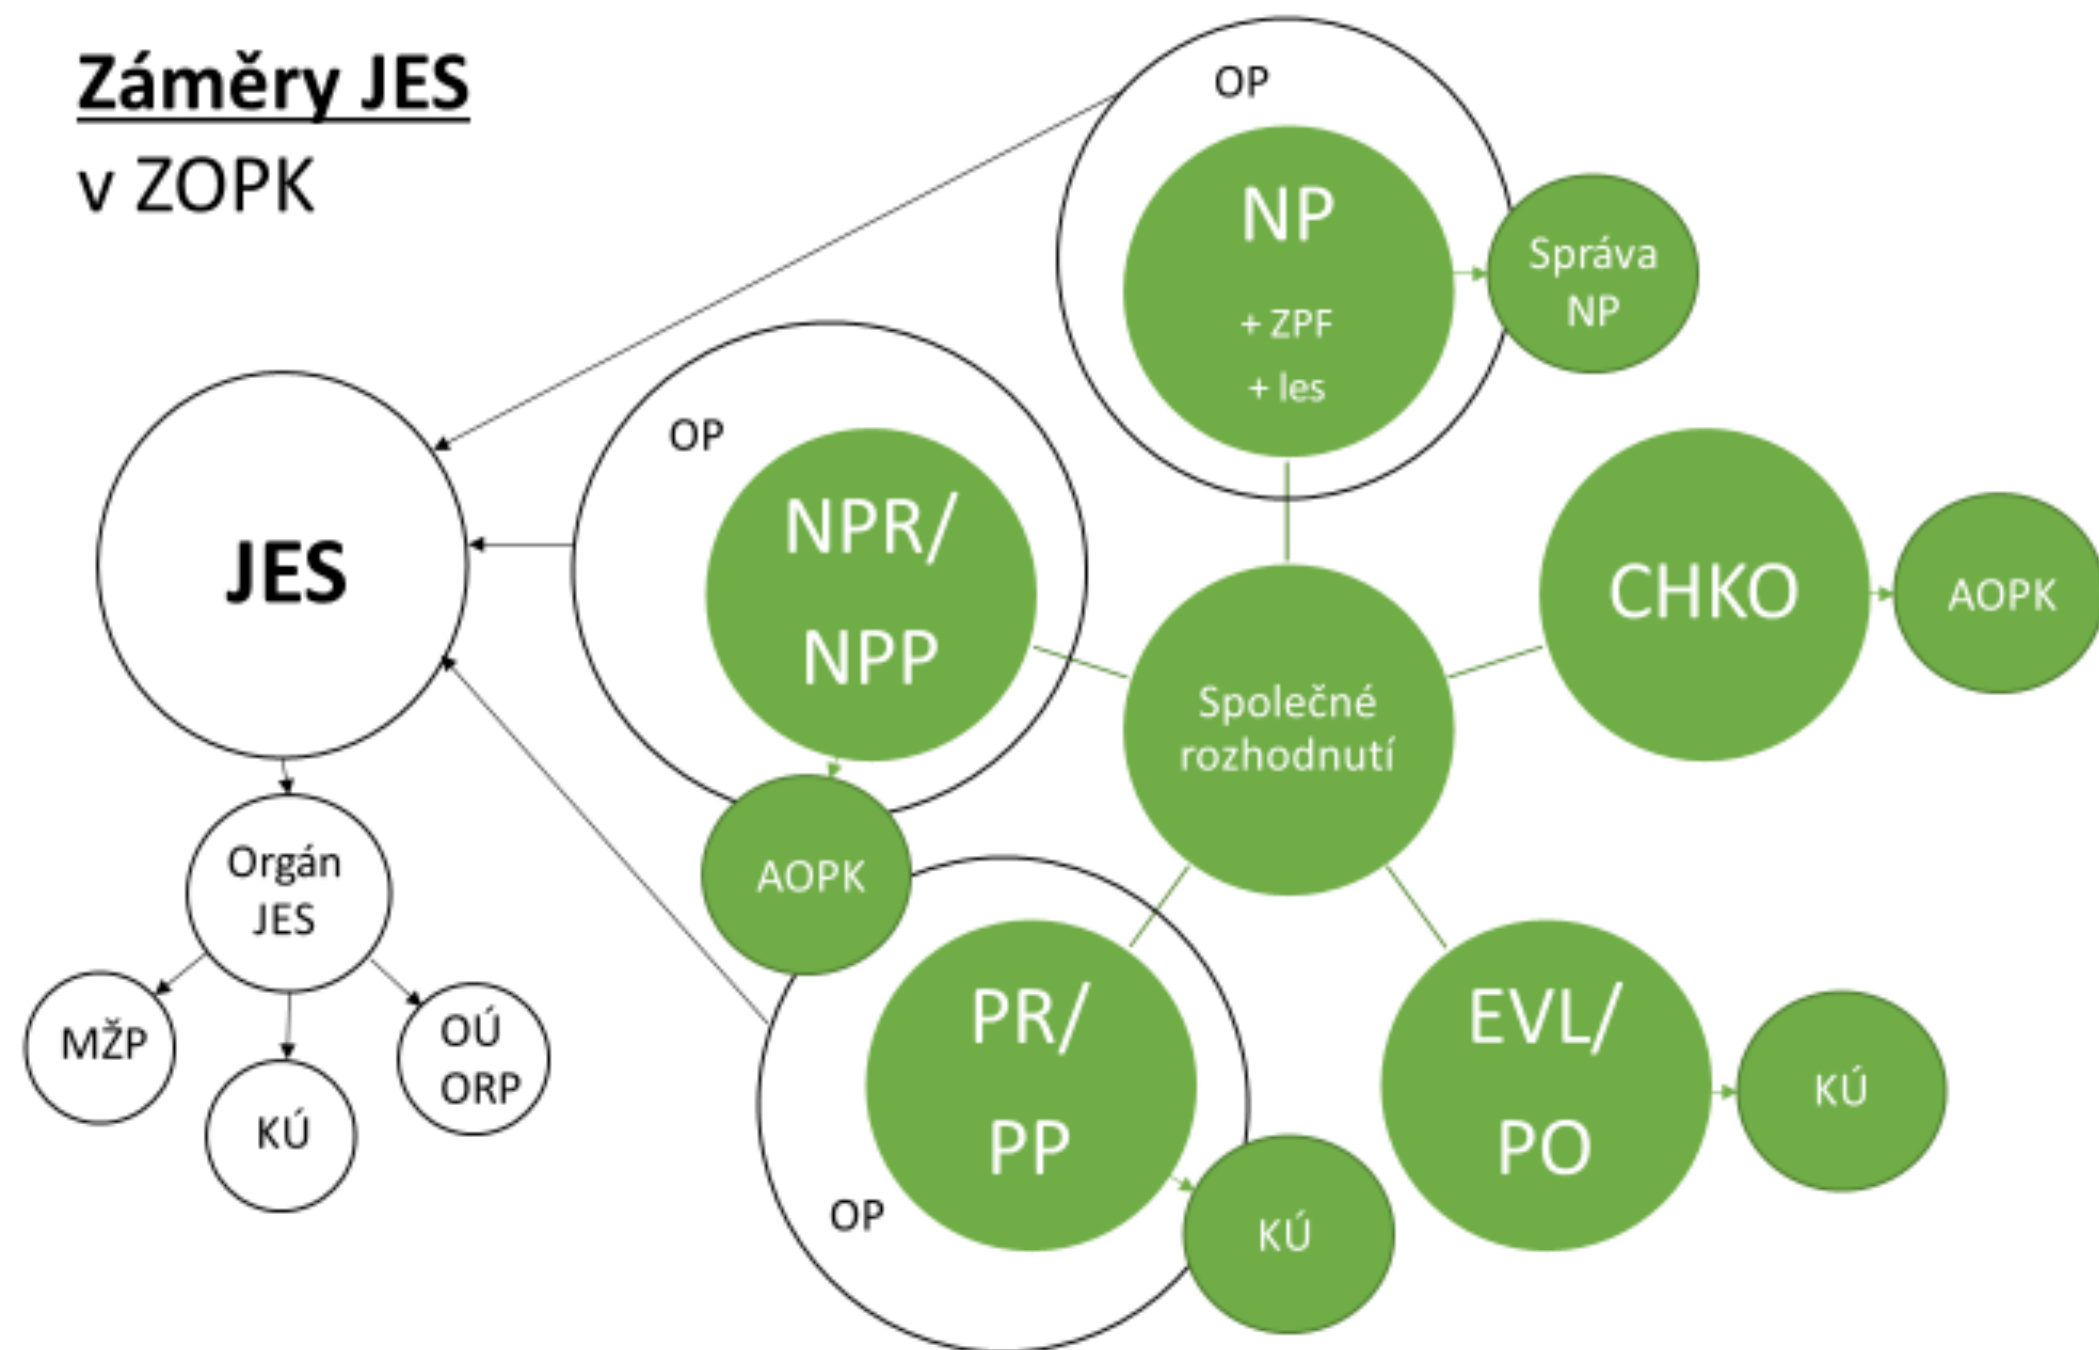 Záměry JES
v ZOPK
OP
NP
+ ZPF
+ les
Správa
NP
OP
NPR/
NPP
AOPK
JES
Orgán
JES
MŽP
KÚ
OÚ
ORP
Společné
rozhodnutí
CHKO
AOPK
PR/
PP
OP
KÚ
EVL/
PO
KÚ